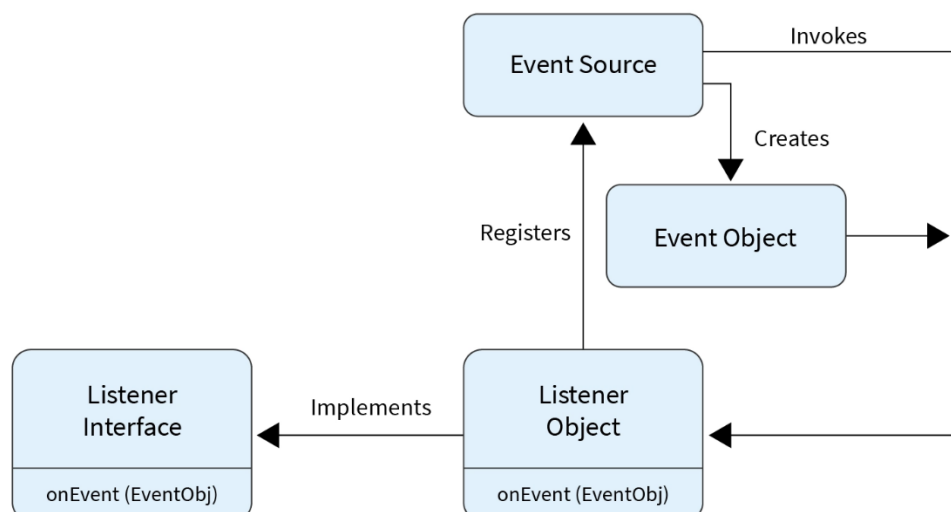 Event Source
Invokes
Creates
Registers
Event Object
Listener
Interface
onEvent (EventObj)
Implements
Listener
Object
onEvent (EventObj)